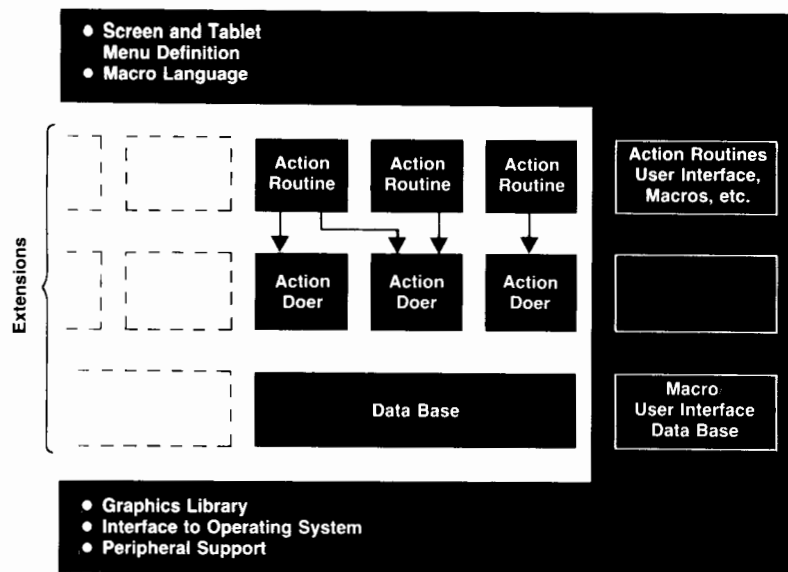 ● Screen and Tablet
Menu Definition
● Macro Language
Extensions
Action
Routine
Action
Routine
Action
Routine
Action Routines
User Interface,
Macros, etc.
Action
Doer
Action
Doer
Action
Doer
Data Base
Macro
User Interface
Data Base
● Graphics Library
● Interface to Operating System
● Peripheral Support